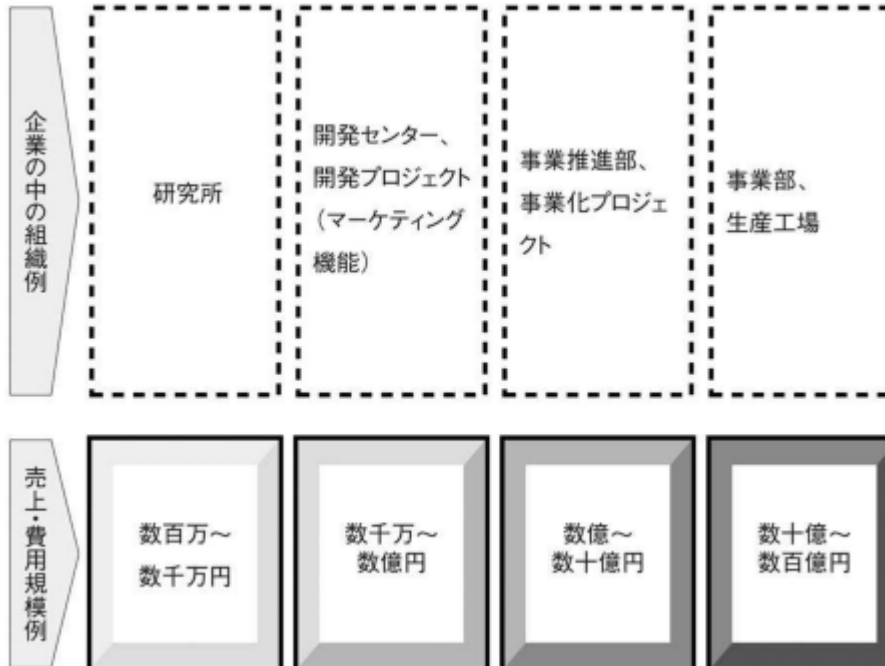 企業の中の組織例
研究所
開発センター、
開発プロジェクト
（マーケティング
機能）
事業推進部、
事業化プロジェ
クト
事業部、
生産工場
売上・費用規模例
数百万～
数千万円
数千万～
数億円
数億～
数十億円
数十億～
数百億円